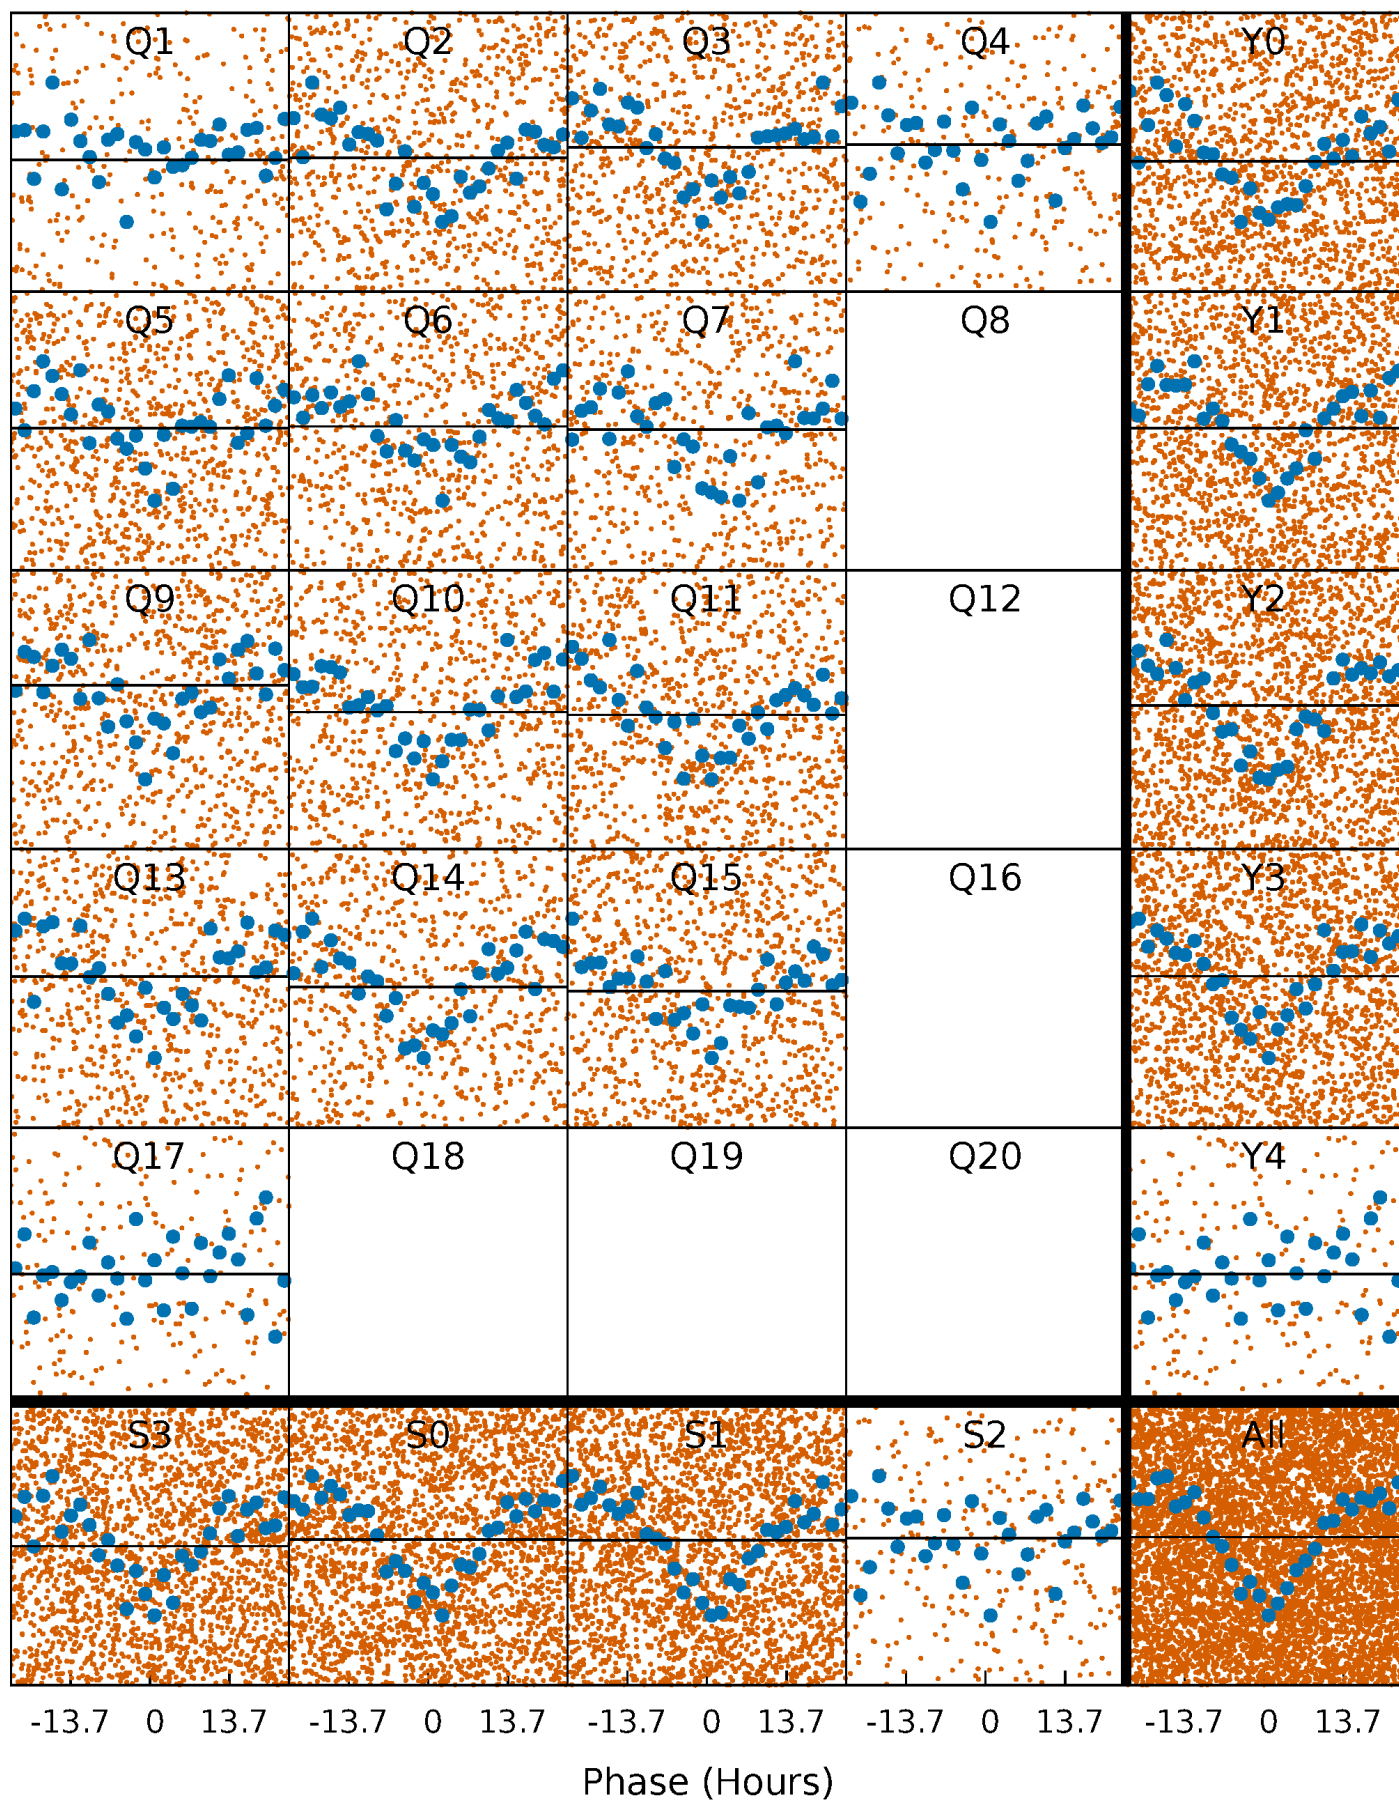 Q1 Q2 Q3 Q4 Y0
Q5 Q6 Q7 Q8 Y1
Q9 Q10 Q11 Q12 Y2
Q13 Q14 Q15 Q16 Y3
Q17 Q18 Q19 Q20 Y4
S3 S0 S1 S2 All
-13.7 0 13.7 -13.7 0 13.7 -13.7 0 13.7 -13.7 0 13.7 -13.7 0 13.7
Phase (Hours)